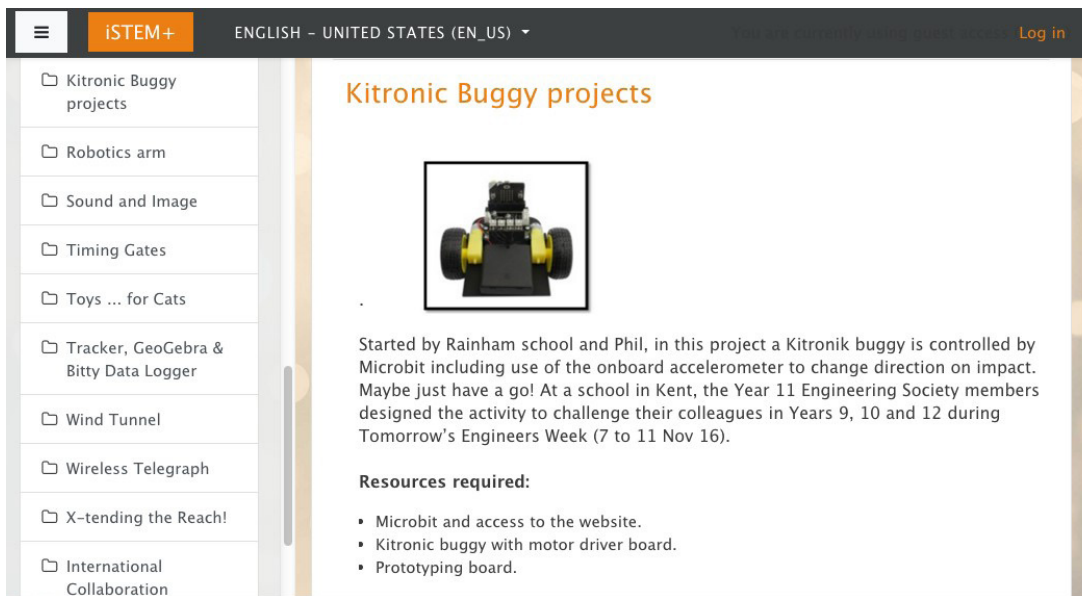 iSTEM+
ENGLISH – UNITED STATES (EN_US)
You are currently using guest access
Log in
Kitronic Buggy
projects
Robotics arm
Sound and Image
Timing Gates
Toys ... for Cats
Tracker, GeoGebra &
Bitty Data Logger
Wind Tunnel
Wireless Telegraph
X-tending the Reach!
International
Collaboration
Kitronic Buggy projects
.
Started by Rainham school and Phil, in this project a Kitronik buggy is controlled by
Microbit including use of the onboard accelerometer to change direction on impact.
Maybe just have a go! At a school in Kent, the Year 11 Engineering Society members
designed the activity to challenge their colleagues in Years 9, 10 and 12 during
Tomorrow's Engineers Week (7 to 11 Nov 16).
Resources required:
• Microbit and access to the website.
• Kitronic buggy with motor driver board.
• Prototyping board.